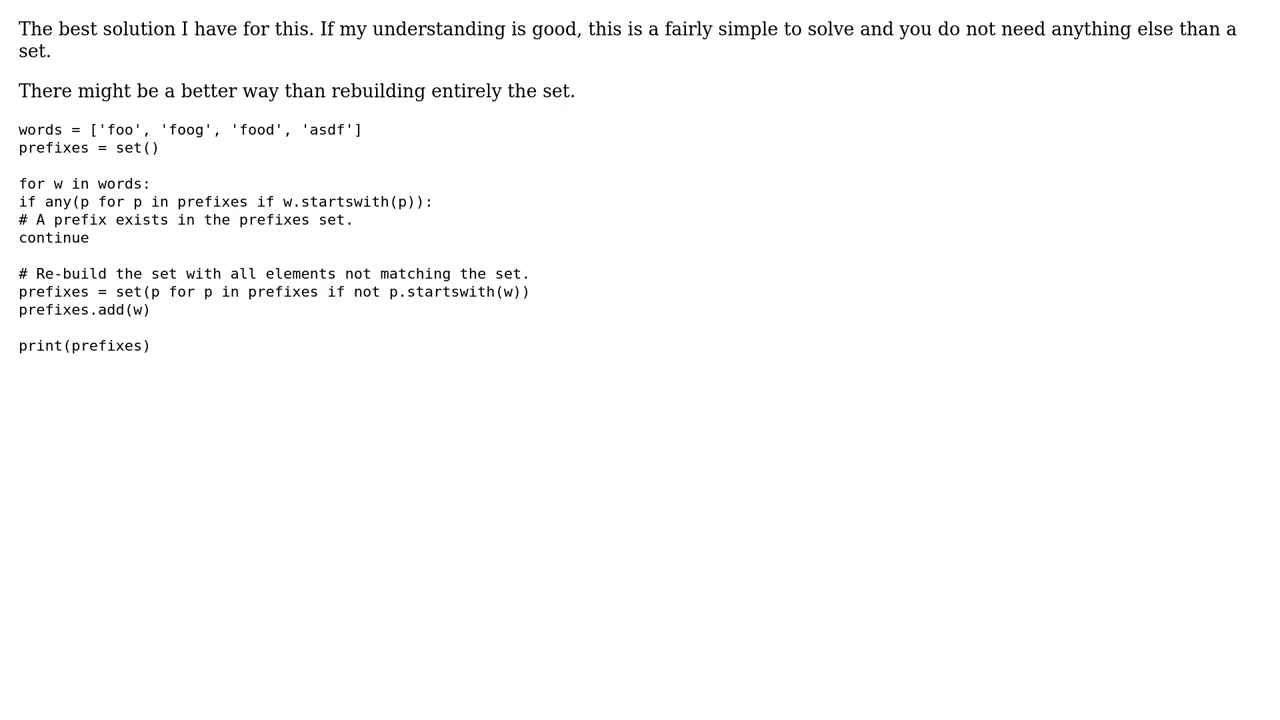 The best solution I have for this. If my understanding is good, this is a fairly simple to solve and you do not need anything else than a
set.
There might be a better way than rebuilding entirely the set.
words = ['foo', 'foog', 'food', 'asdf']
prefixes = set()
for w in words:
if any(p for p in prefixes if w.startswith(p)):
# A prefix exists in the prefixes set.
continue
# Re-build the set with all elements not matching the set.
prefixes = set(p for p in prefixes if not p.startswith(w))
prefixes.add(w)
print(prefixes)